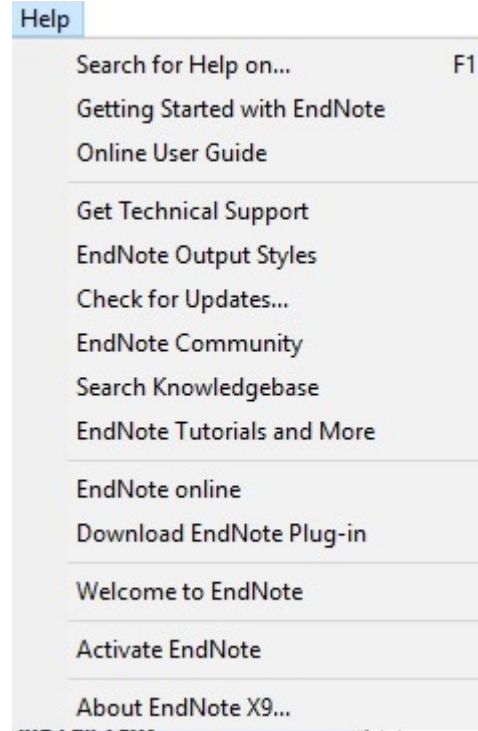 Help
Search for Help on... F1
Getting Started with EndNote
Online User Guide
Get Technical Support
EndNote Output Styles
Check for Updates...
EndNote Community
Search Knowledgebase
EndNote Tutorials and More
EndNote online
Download EndNote Plug-in
Welcome to EndNote
Activate EndNote
About EndNote X9...